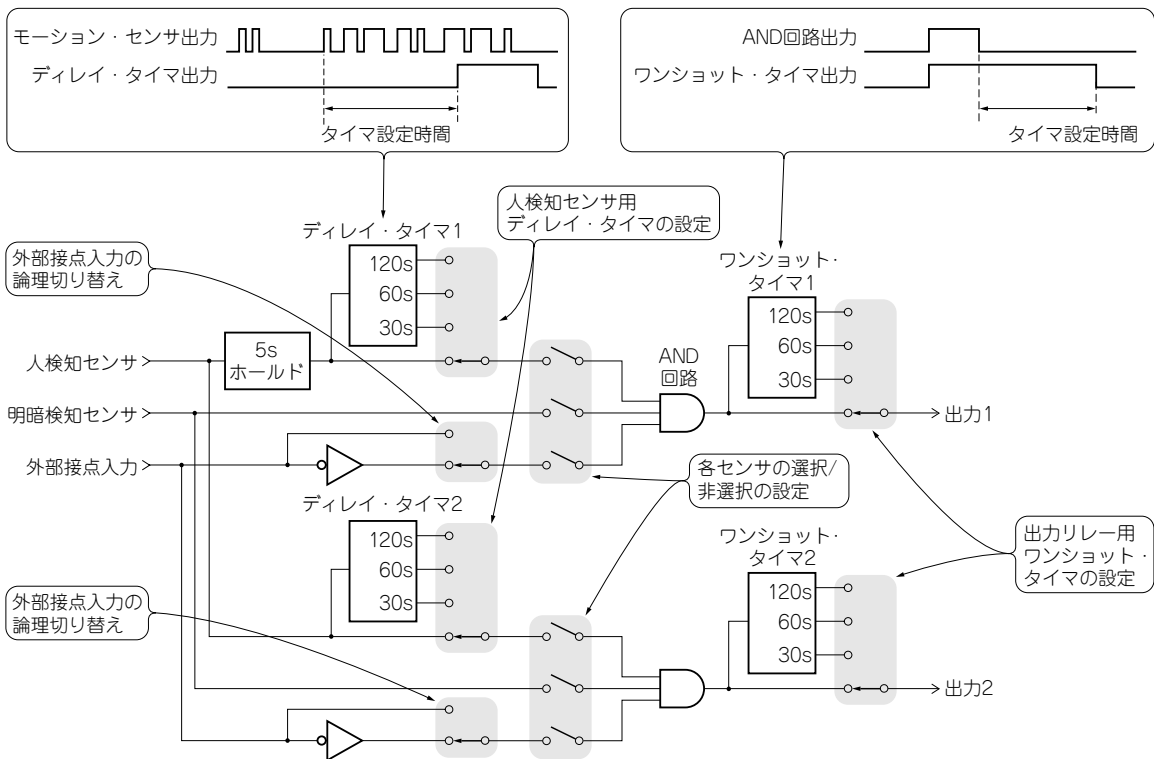 モーション・センサ出力
ディレイ・タイマ出力
タイマ設定時間
AND回路出力
ワンショット・タイマ出力
タイマ設定時間
人検知センサ用
ディレイ・タイマの設定
外部接点入力の
論理切り替え
ディレイ・タイマ1
120s
60s
30s
ワンショット・
タイマ1
120s
60s
30s
人検知センサ
5s
ホールド
AND
回路
明暗検知センサ
出力1
外部接点入力
各センサの選択/
非選択の設定
ディレイ・タイマ2
120s
60s
30s
ワンショット・
タイマ2
120s
60s
30s
出力リレー用
ワンショット・
タイマの設定
外部接点入力の
論理切り替え
出力2